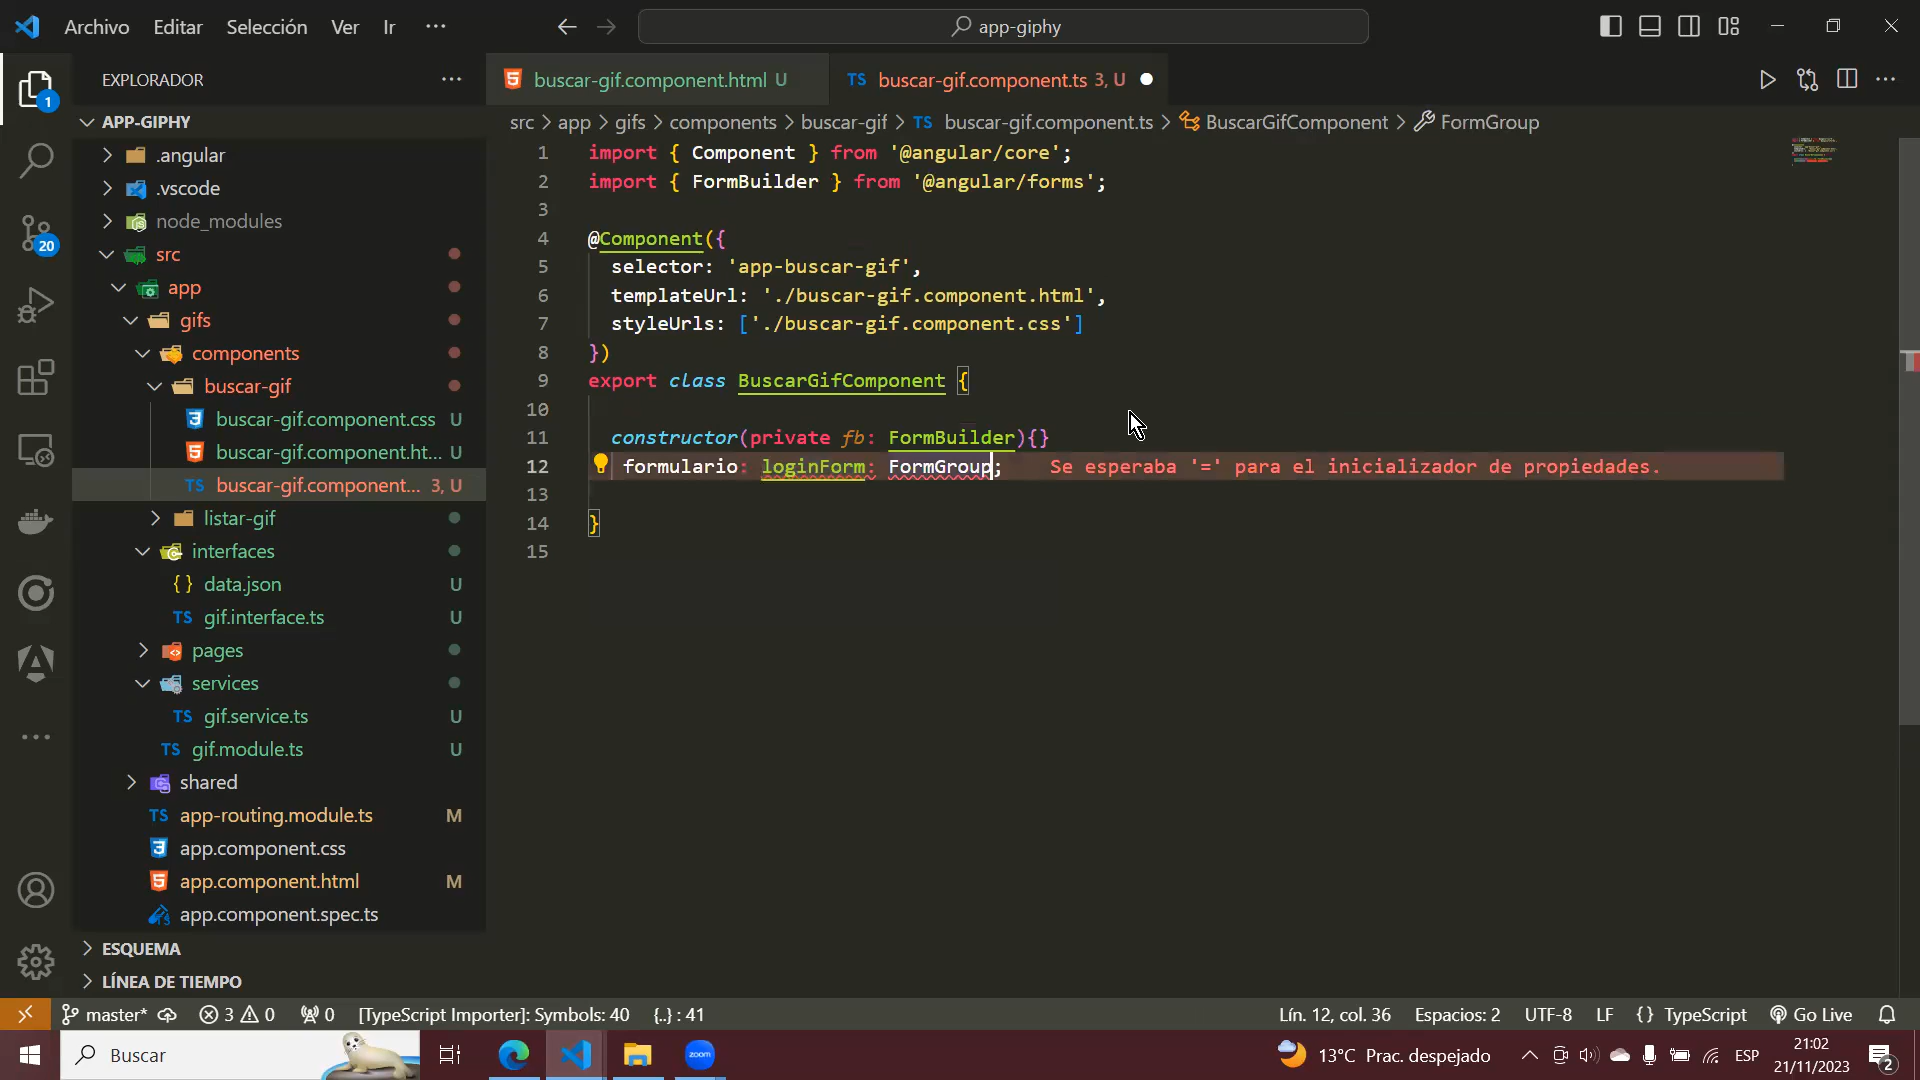 Archivo Editar Selección Ver Ir ···
app-giphy
EXPLORADOR
buscar-gif.component.html U
TS buscar-gif.component.ts 3, U
APP-GIPHY
src > app > gifs > components > buscar-gif > TS buscar-gif.component.ts > BuscarGifComponent > FormGroup
.angular
.vscode
node_modules
src
app
gifs
components
buscar-gif
buscar-gif.component.css U
buscar-gif.component.ht... U
TS buscar-gif.component... 3, U
listar-gif
interfaces
{} data.json U
TS gif.interface.ts U
pages
services
TS gif.service.ts U
TS gif.module.ts U
shared
TS app-routing.module.ts M
app.component.css
app.component.html M
app.component.spec.ts
ESQUEMA
LÍNEA DE TIEMPO
1 import { Component } from '@angular/core';
2 import { FormBuilder } from '@angular/forms';
3
4 @Component({
5 selector: 'app-buscar-gif',
6 templateUrl: './buscar-gif.component.html',
7 styleUrls: ['./buscar-gif.component.css']
8 })
9 export class BuscarGifComponent {
10
11 constructor(private fb: FormBuilder){}
12 formulario: loginForm: FormGroup; Se esperaba '=' para el inicializador de propiedades.
13
14 }
15
1
20
master* 3 0 0 [TypeScript Importer]: Symbols: 40 {..} : 41 Lín. 12, col. 36 Espacios: 2 UTF-8 LF {} TypeScript Go Live
Buscar
zoom
13°C Prac. despejado
ESP
21:02
21/11/2023
2